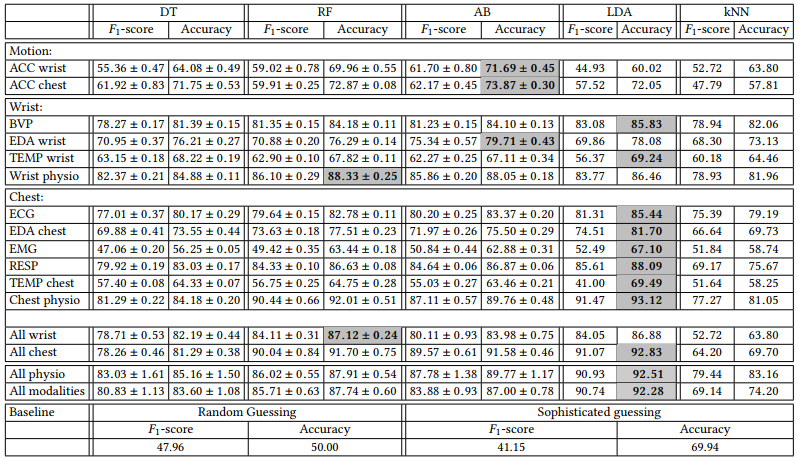 DT RF AB LDA kNN
F1-score Accuracy F1-score Accuracy F1-score Accuracy F1-score Accuracy F1-score Accuracy
Motion:
ACC wrist 55.36 ± 0.47 64.08 ± 0.49 59.02 ± 0.78 69.96 ± 0.55 61.70 ± 0.80 71.69 ± 0.45 44.93 60.02 52.72 63.80
ACC chest 61.92 ± 0.83 71.75 ± 0.53 59.91 ± 0.25 72.87 ± 0.08 62.17 ± 0.45 73.87 ± 0.30 57.52 72.05 47.79 57.81
Wrist:
BVP 78.27 ± 0.17 81.39 ± 0.15 81.35 ± 0.15 84.18 ± 0.11 81.23 ± 0.15 84.10 ± 0.13 83.08 85.83 78.94 82.06
EDA wrist 70.95 ± 0.37 76.21 ± 0.27 70.88 ± 0.20 76.29 ± 0.14 75.34 ± 0.57 79.71 ± 0.43 69.86 78.08 68.30 73.13
TEMP wrist 63.15 ± 0.18 68.22 ± 0.19 62.90 ± 0.10 67.82 ± 0.11 62.27 ± 0.25 67.11 ± 0.34 56.37 69.24 60.18 64.46
Wrist physio 82.37 ± 0.21 84.88 ± 0.11 86.10 ± 0.29 88.33 ± 0.25 85.86 ± 0.20 88.05 ± 0.18 83.77 86.46 78.93 81.96
Chest:
ECG 77.01 ± 0.37 80.17 ± 0.29 79.64 ± 0.15 82.78 ± 0.11 80.20 ± 0.25 83.37 ± 0.20 81.31 85.44 75.39 79.19
EDA chest 69.88 ± 0.41 73.55 ± 0.44 73.63 ± 0.18 77.51 ± 0.23 71.97 ± 0.26 75.50 ± 0.29 74.51 81.70 66.64 69.73
EMG 47.06 ± 0.20 56.25 ± 0.05 49.42 ± 0.35 63.44 ± 0.18 50.84 ± 0.44 62.88 ± 0.31 52.49 67.10 51.84 58.74
RESP 79.92 ± 0.19 83.03 ± 0.17 84.33 ± 0.10 86.63 ± 0.08 84.64 ± 0.06 86.87 ± 0.06 85.61 88.09 69.17 75.67
TEMP chest 57.40 ± 0.08 64.33 ± 0.07 56.75 ± 0.25 64.75 ± 0.28 55.03 ± 0.27 63.46 ± 0.21 41.00 69.49 51.64 58.25
Chest physio 81.29 ± 0.22 84.18 ± 0.20 90.44 ± 0.66 92.01 ± 0.51 87.11 ± 0.57 89.76 ± 0.48 91.47 93.12 77.27 81.05
All wrist 78.71 ± 0.53 82.19 ± 0.44 84.11 ± 0.31 87.12 ± 0.24 80.11 ± 0.93 83.98 ± 0.75 84.05 86.88 52.72 63.80
All chest 78.26 ± 0.46 81.29 ± 0.38 90.04 ± 0.84 91.70 ± 0.75 89.57 ± 0.61 91.58 ± 0.46 91.07 92.83 64.20 69.70
All physio 83.03 ± 1.61 85.16 ± 1.50 86.02 ± 0.55 87.91 ± 0.54 87.78 ± 1.38 89.77 ± 1.17 90.93 92.51 79.44 83.16
All modalities 80.83 ± 1.13 83.60 ± 1.08 85.71 ± 0.63 87.74 ± 0.60 83.88 ± 0.93 87.00 ± 0.78 90.74 92.28 69.14 74.20
Baseline Random Guessing Sophisticated guessing
F1-score Accuracy F1-score Accuracy
47.96 50.00 41.15 69.94